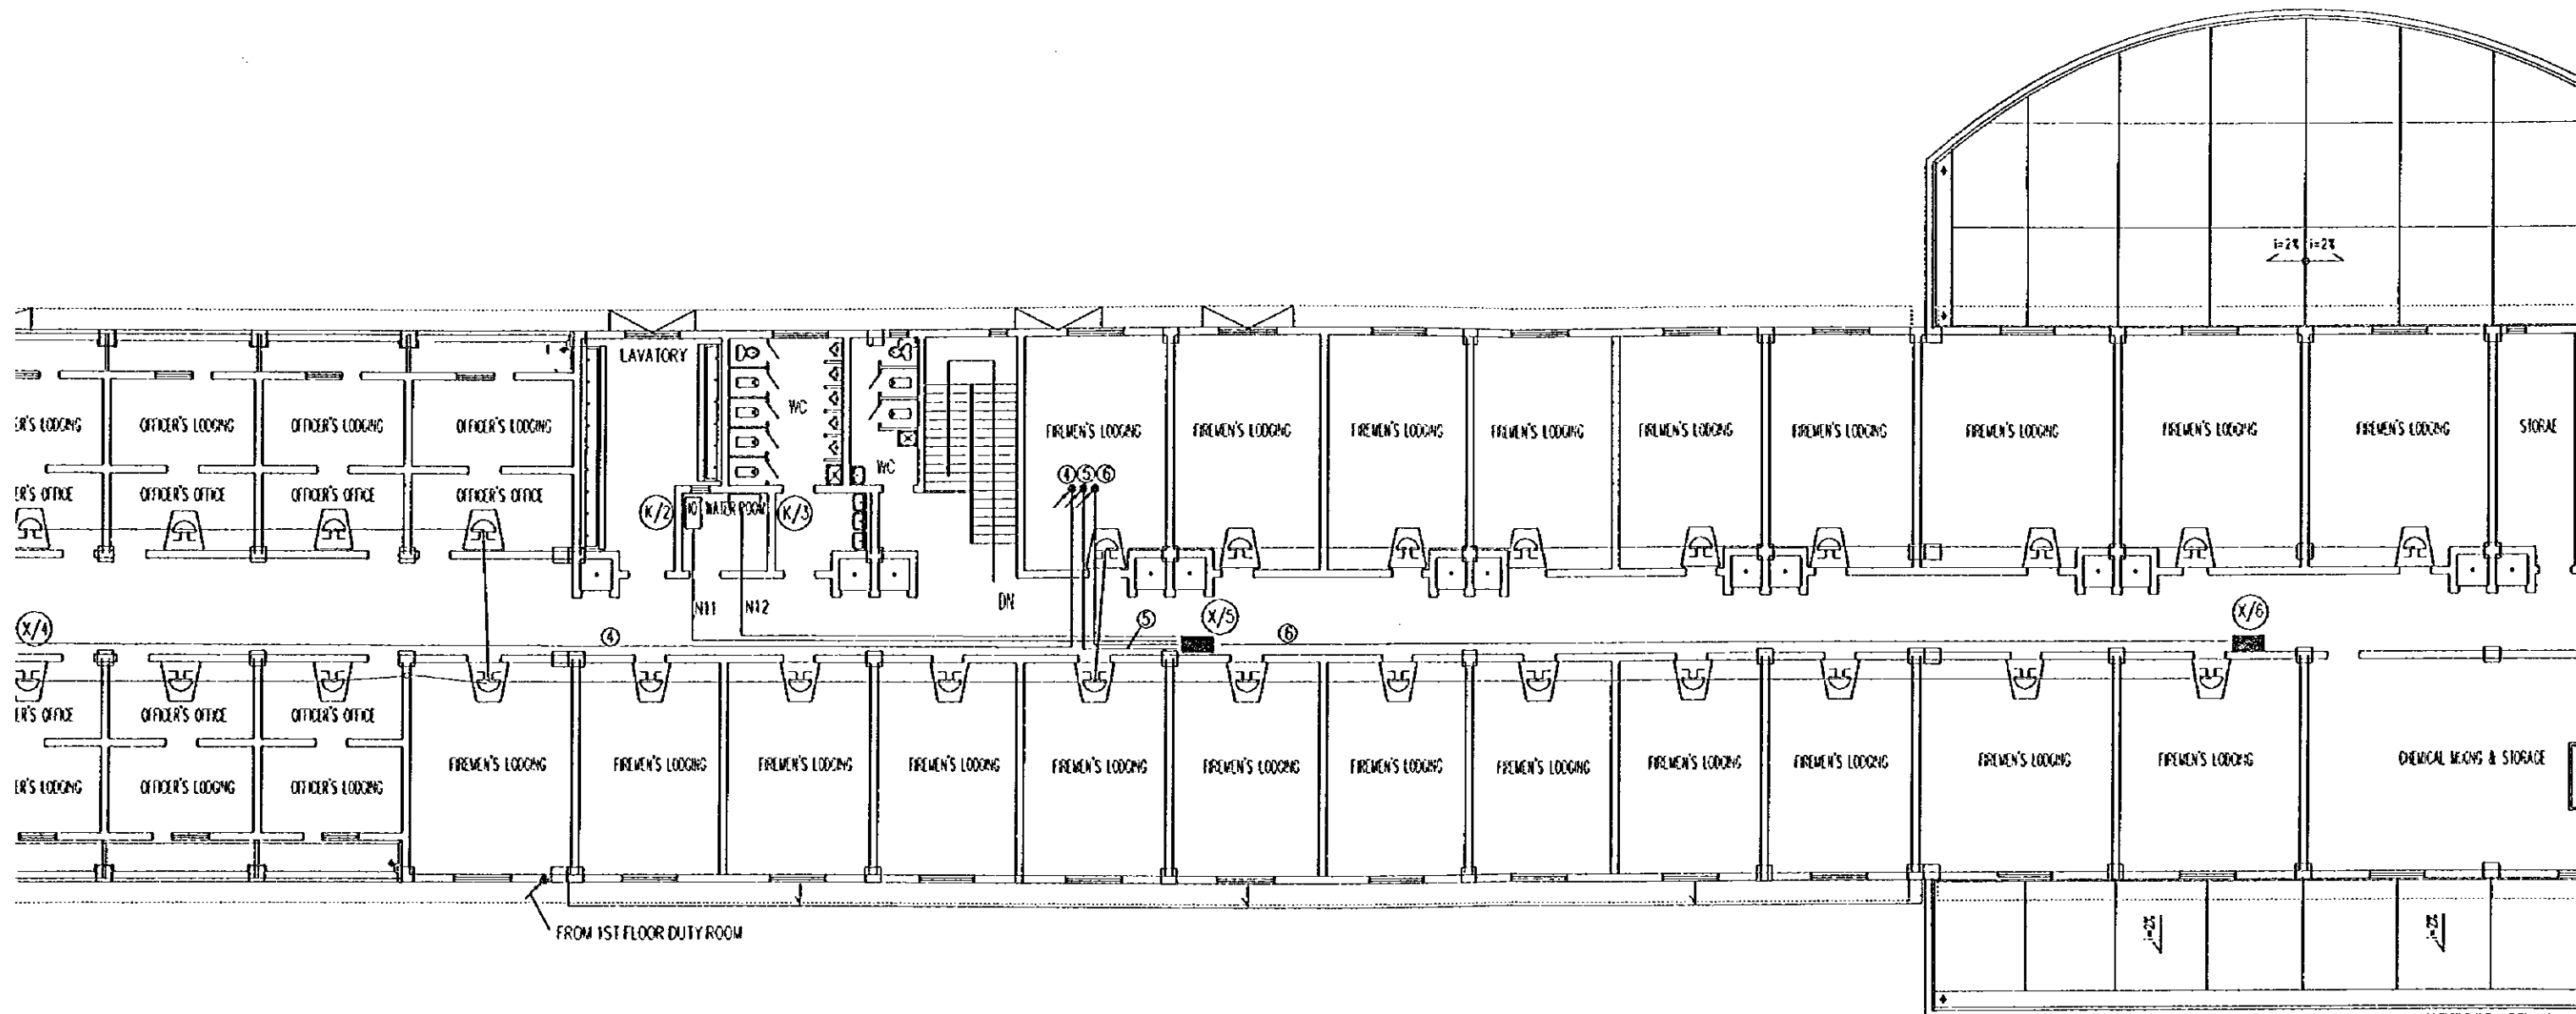 i=2% i=2%
LAVATORY
WC
WC
ER'S LODGING
OFFICER'S LODGING
OFFICER'S LODGING
OFFICER'S LODGING
FIREMEN'S LODGING
FIREMEN'S LODGING
FIREMEN'S LODGING
FIREMEN'S LODGING
FIREMEN'S LODGING
FIREMEN'S LODGING
FIREMEN'S LODGING
FIREMEN'S LODGING
FIREMEN'S LODGING
STORAE
4 5 6
ER'S OFFICE
OFFICER'S OFFICE
OFFICER'S OFFICE
OFFICER'S OFFICE
K/2
WATER ROOM
K/3
N11
N12
DN
X/4
4
5
X/5
6
X/6
ER'S OFFICE
OFFICER'S OFFICE
OFFICER'S OFFICE
FIREMEN'S LODGING
FIREMEN'S LODGING
FIREMEN'S LODGING
FIREMEN'S LODGING
FIREMEN'S LODGING
FIREMEN'S LODGING
FIREMEN'S LODGING
FIREMEN'S LODGING
FIREMEN'S LODGING
FIREMEN'S LODGING
FIREMEN'S LODGING
FIREMEN'S LODGING
CHEMICAL MIXING & STORAGE
ER'S LODGING
OFFICER'S LODGING
OFFICER'S LODGING
FROM 1ST FLOOR DUTY ROOM
i=2%
i=2%